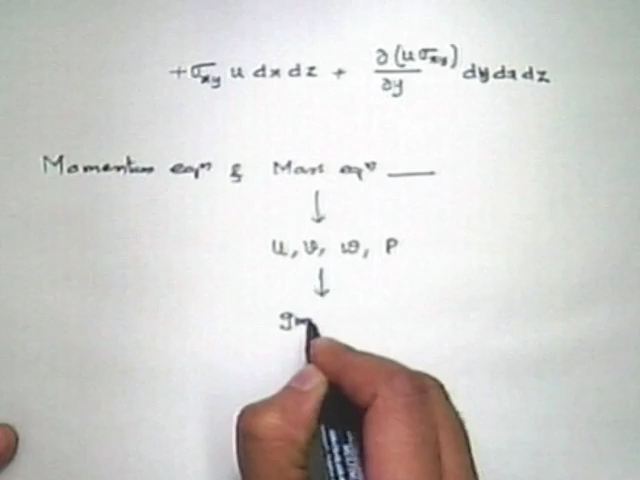 + σxy u dx dz + ∂(u σxy)/∂y dy dx dz
Momentum eqⁿ & Mass eqⁿ ___
↓
u, v, w, P
↓